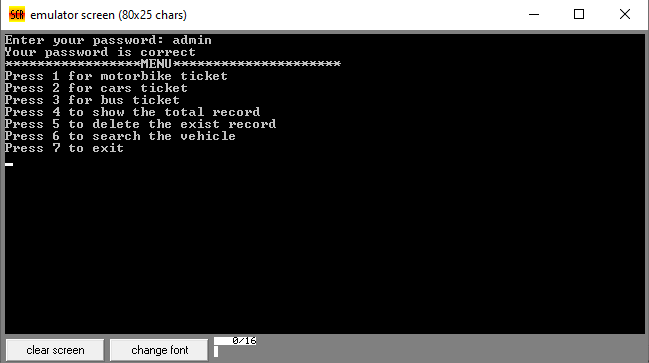 SCR emulator screen (80x25 chars)
Enter your password: admin
Your password is correct
*****************MENU*********************
Press 1 for motorbike ticket
Press 2 for cars ticket
Press 3 for bus ticket
Press 4 to show the total record
Press 5 to delete the exist record
Press 6 to search the vehicle
Press 7 to exit
clear screen change font 0/16